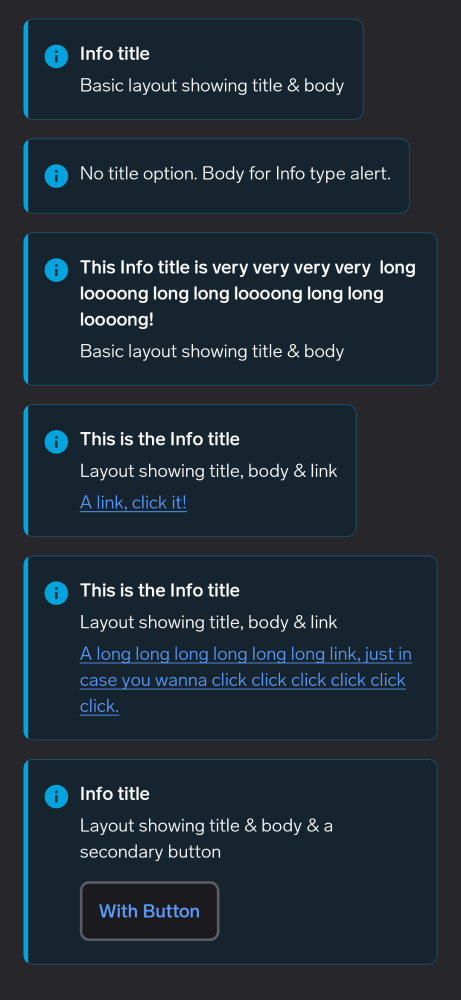 Info title
Basic layout showing title & body
No title option. Body for Info type alert.
This Info title is very very very very  long
loooong long long loooong long long
loooong!
Basic layout showing title & body
This is the Info title
Layout showing title, body & link
A link, click it!
This is the Info title
Layout showing title, body & link
A long long long long long long link, just in
case you wanna click click click click click
click.
Info title
Layout showing title & body & a
secondary button
With Button